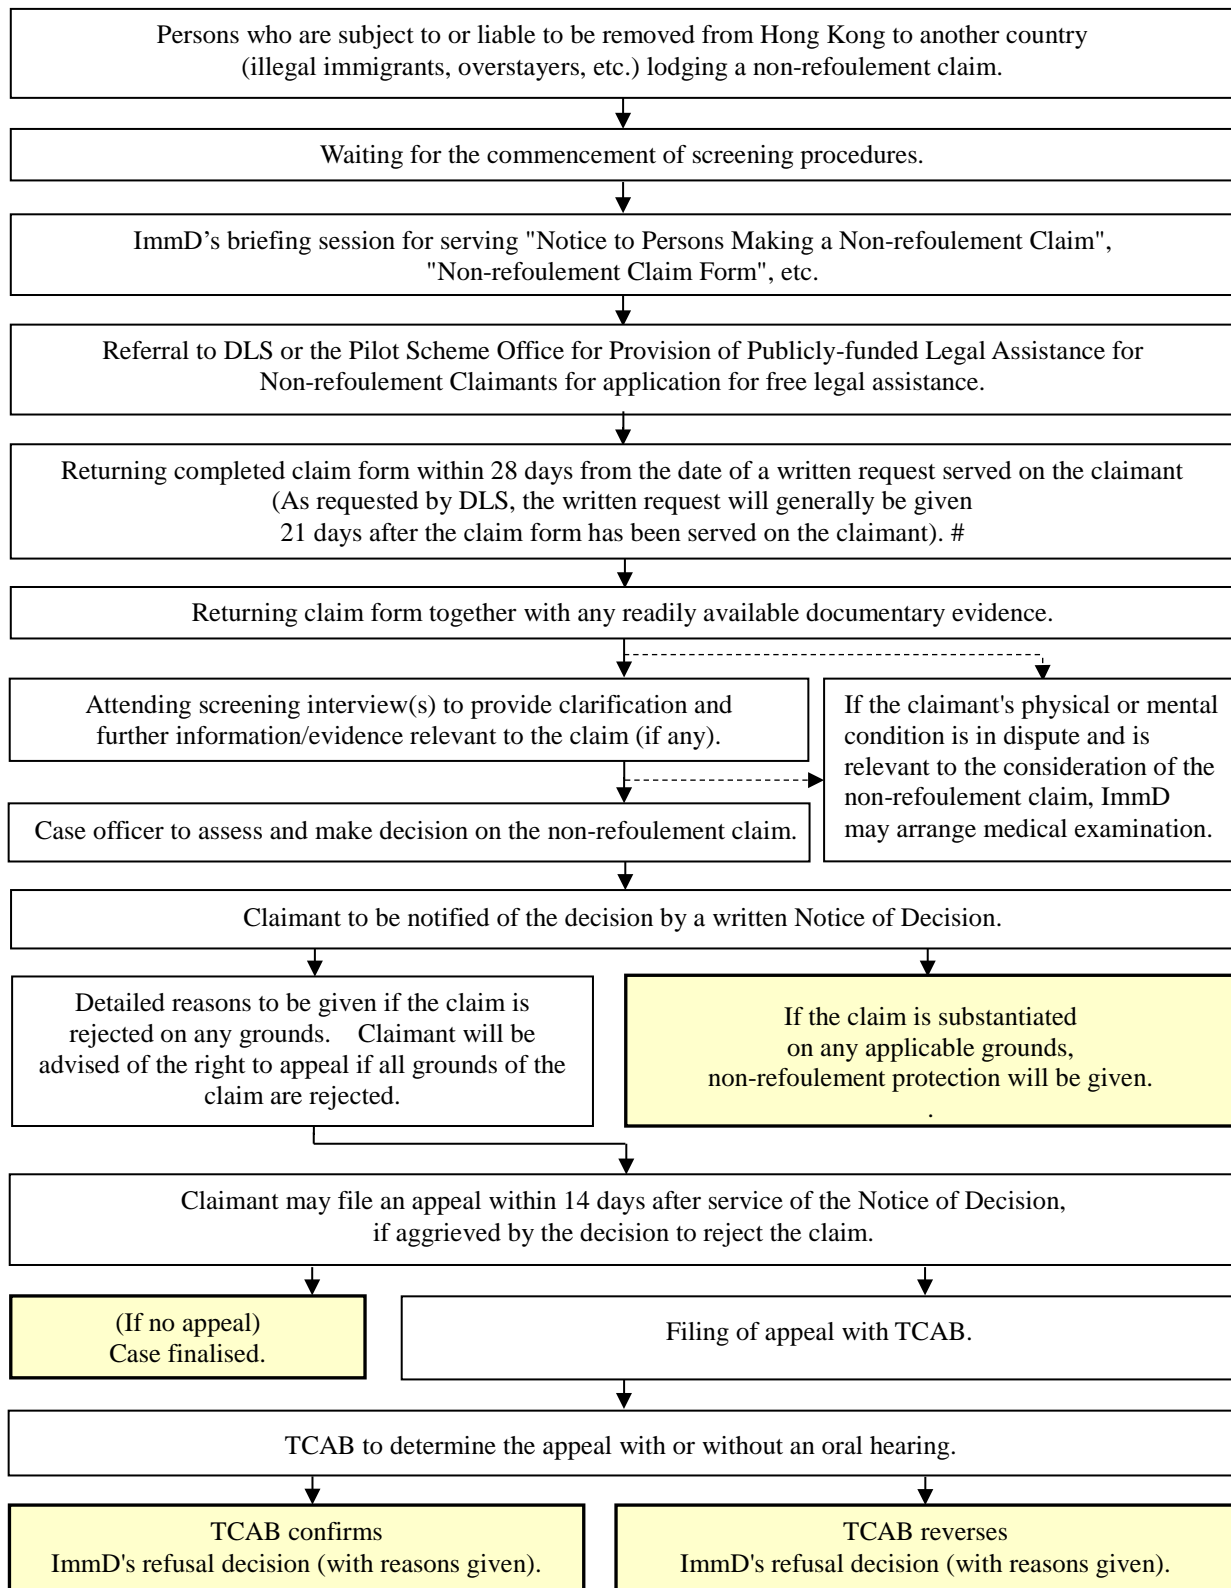 Persons who are subject to or liable to be removed from Hong Kong to another country
(illegal immigrants, overstayers, etc.) lodging a non-refoulement claim.
Waiting for the commencement of screening procedures.
ImmD’s briefing session for serving "Notice to Persons Making a Non-refoulement Claim",
"Non-refoulement Claim Form", etc.
Referral to DLS or the Pilot Scheme Office for Provision of Publicly-funded Legal Assistance for
Non-refoulement Claimants for application for free legal assistance.
Returning completed claim form within 28 days from the date of a written request served on the claimant
(As requested by DLS, the written request will generally be given
21 days after the claim form has been served on the claimant). #
Returning claim form together with any readily available documentary evidence.
Attending screening interview(s) to provide clarification and
further information/evidence relevant to the claim (if any).
If the claimant's physical or mental
condition is in dispute and is
relevant to the consideration of the
non-refoulement claim, ImmD
may arrange medical examination.
Case officer to assess and make decision on the non-refoulement claim.
Claimant to be notified of the decision by a written Notice of Decision.
Detailed reasons to be given if the claim is
rejected on any grounds. Claimant will be
advised of the right to appeal if all grounds of the
claim are rejected.
If the claim is substantiated
on any applicable grounds,
non-refoulement protection will be given.
.
Claimant may file an appeal within 14 days after service of the Notice of Decision,
if aggrieved by the decision to reject the claim.
(If no appeal)
Case finalised.
Filing of appeal with TCAB.
TCAB to determine the appeal with or without an oral hearing.
TCAB confirms
ImmD's refusal decision (with reasons given).
TCAB reverses
ImmD's refusal decision (with reasons given).